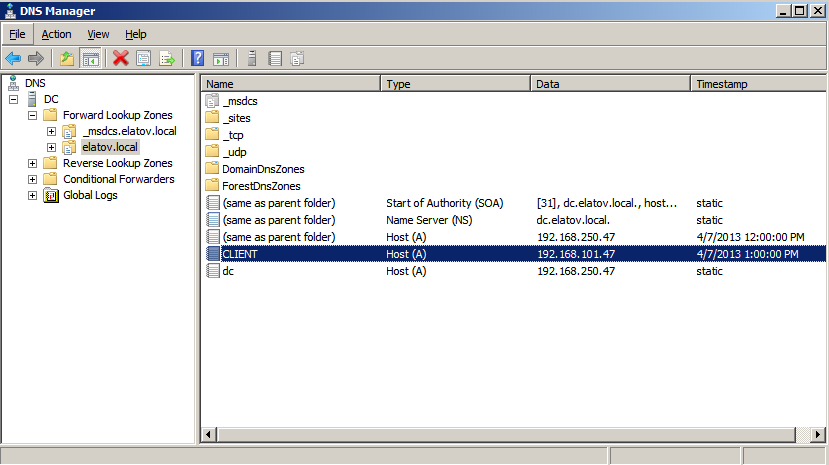 DNS Manager
File Action View Help
DNS
DC
Forward Lookup Zones
_msdcs.elatov.local
elatov.local
Reverse Lookup Zones
Conditional Forwarders
Global Logs
Name Type Data Timestamp
_msdcs
_sites
_tcp
_udp
DomainDnsZones
ForestDnsZones
(same as parent folder) Start of Authority (SOA) [31], dc.elatov.local., host... static
(same as parent folder) Name Server (NS) dc.elatov.local. static
(same as parent folder) Host (A) 192.168.250.47 4/7/2013 12:00:00 PM
CLIENT Host (A) 192.168.101.47 4/7/2013 1:00:00 PM
dc Host (A) 192.168.250.47 static